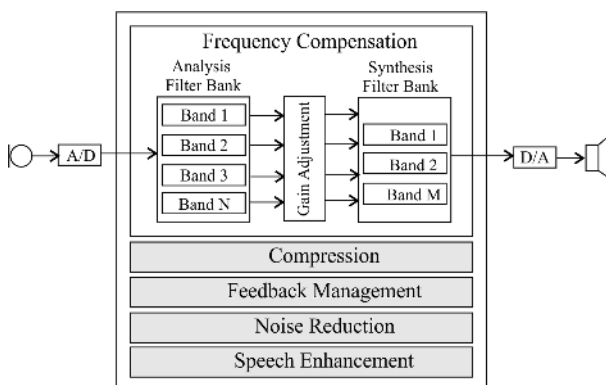 Frequency Compensation
Analysis
Filter Bank
Synthesis
Filter Bank
Band 1
Band 2
Band 3
Band N
Gain Adjustment
Band 1
Band 2
Band M
A/D
D/A
Compression
Feedback Management
Noise Reduction
Speech Enhancement